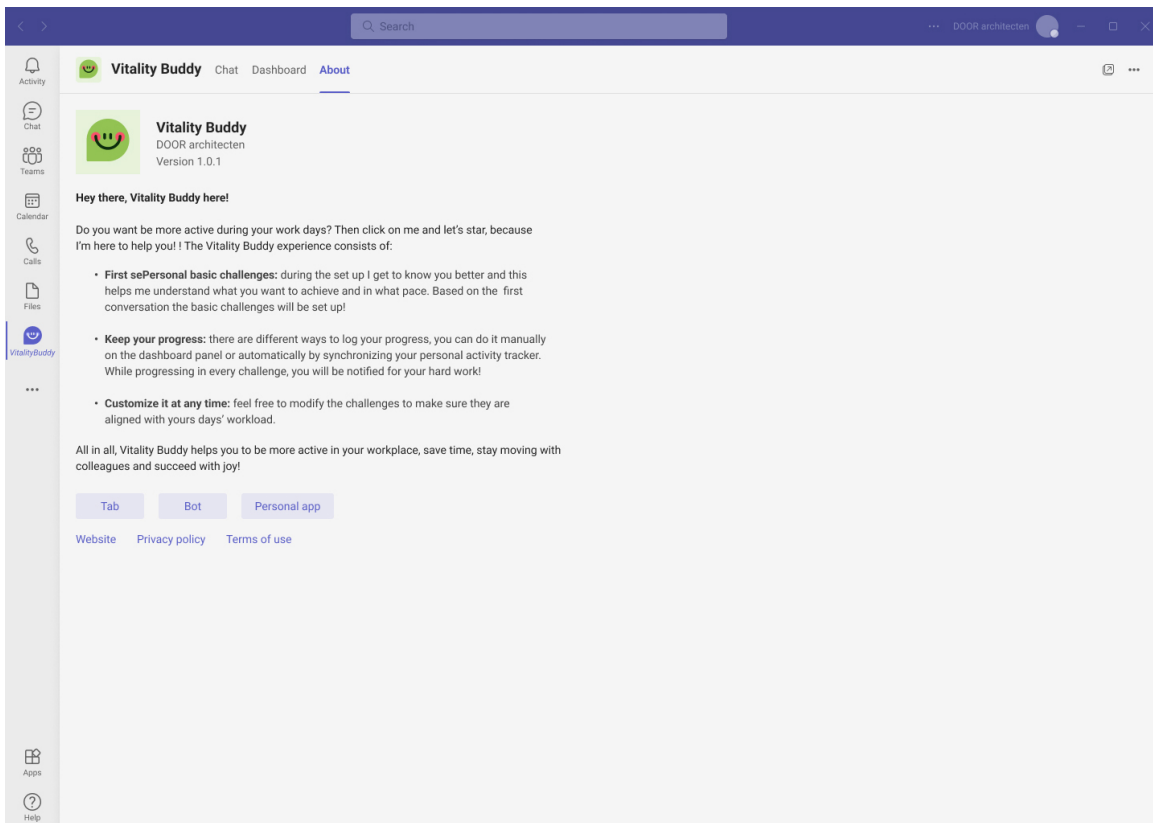 Search
DOOR architecten
Activity
Chat
Teams
Calendar
Calls
Files
VitalityBuddy
Apps
Help
Vitality Buddy Chat Dashboard About
Vitality Buddy
DOOR architecten
Version 1.0.1
Hey there, Vitality Buddy here!
Do you want be more active during your work days? Then click on me and let's star, because
I'm here to help you! ! The Vitality Buddy experience consists of:
• First sePersonal basic challenges: during the set up I get to know you better and this
helps me understand what you want to achieve and in what pace. Based on the first
conversation the basic challenges will be set up!
• Keep your progress: there are different ways to log your progress, you can do it manually
on the dashboard panel or automatically by synchronizing your personal activity tracker.
While progressing in every challenge, you will be notified for your hard work!
• Customize it at any time: feel free to modify the challenges to make sure they are
aligned with yours days' workload.
All in all, Vitality Buddy helps you to be more active in your workplace, save time, stay moving with
colleagues and succeed with joy!
Tab Bot Personal app
Website Privacy policy Terms of use